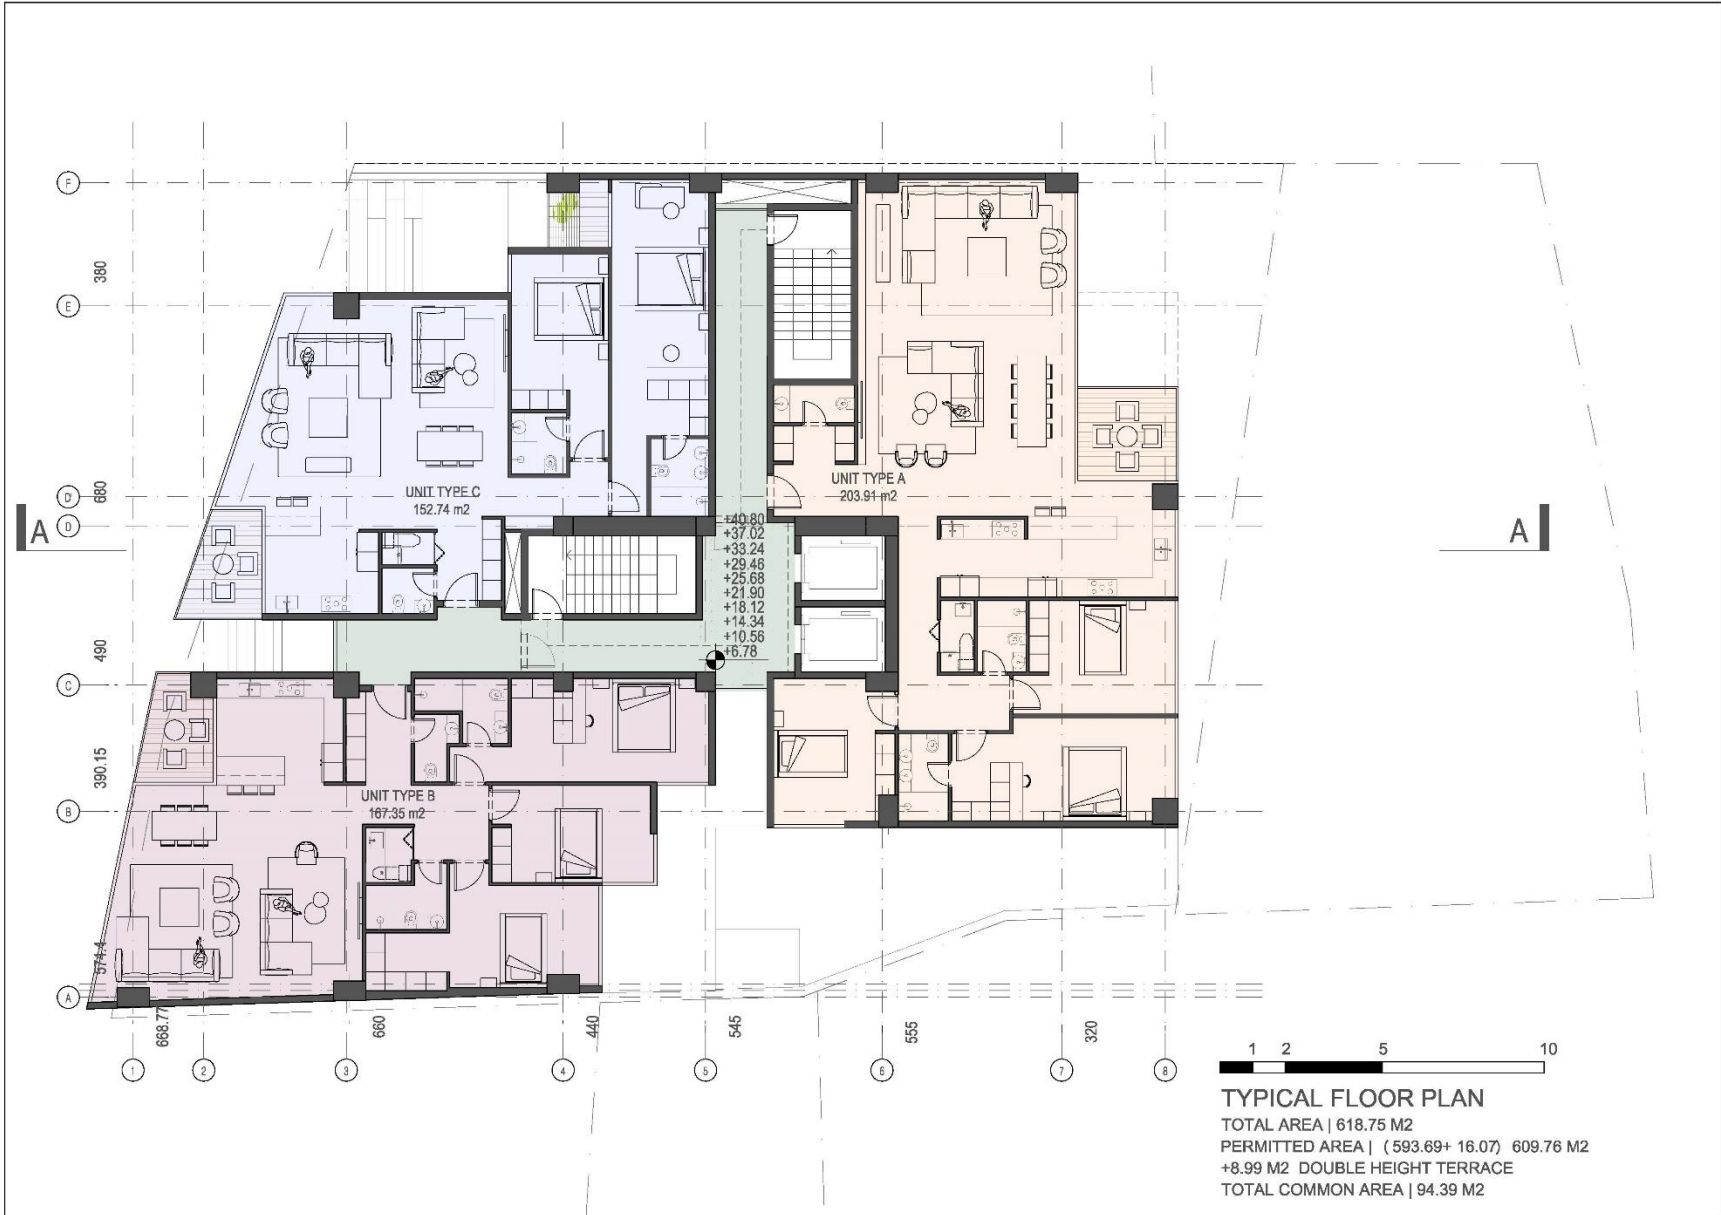 F
E
D'
D
C
B
A
380
680
490
390.15
574.4
668.77
660
440
545
555
320
1
2
3
4
5
6
7
8
A
A
UNIT TYPE C
152.74 m2
UNIT TYPE A
203.91 m2
+40.80
+37.02
+33.24
+29.46
+25.68
+21.90
+18.12
+14.34
+10.56
+6.78
UNIT TYPE B
167.35 m2
1 2 5 10
TYPICAL FLOOR PLAN
TOTAL AREA | 618.75 M2
PERMITTED AREA | ( 593.69+ 16.07) 609.76 M2
+8.99 M2 DOUBLE HEIGHT TERRACE
TOTAL COMMON AREA | 94.39 M2